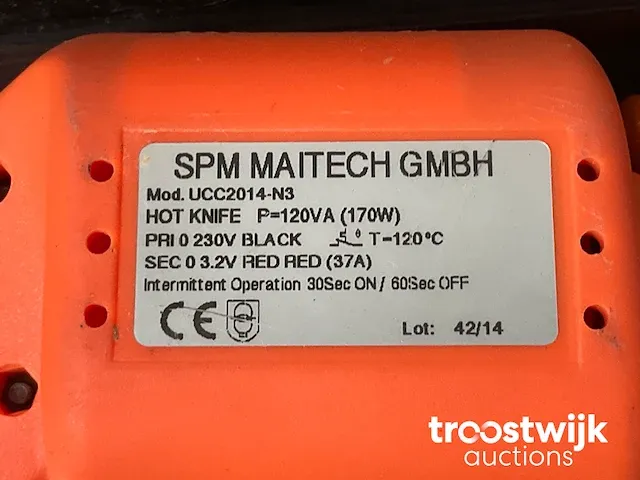 SPM MAITECH GMBH
Mod. UCC2014-N3
HOT KNIFE P=120VA (170W)
PRI 0 230V BLACK T=120°C
SEC 0 3.2V RED RED (37A)
Intermittent Operation 30Sec ON / 60Sec OFF
CE
Lot: 42/14
troostwijk
auctions